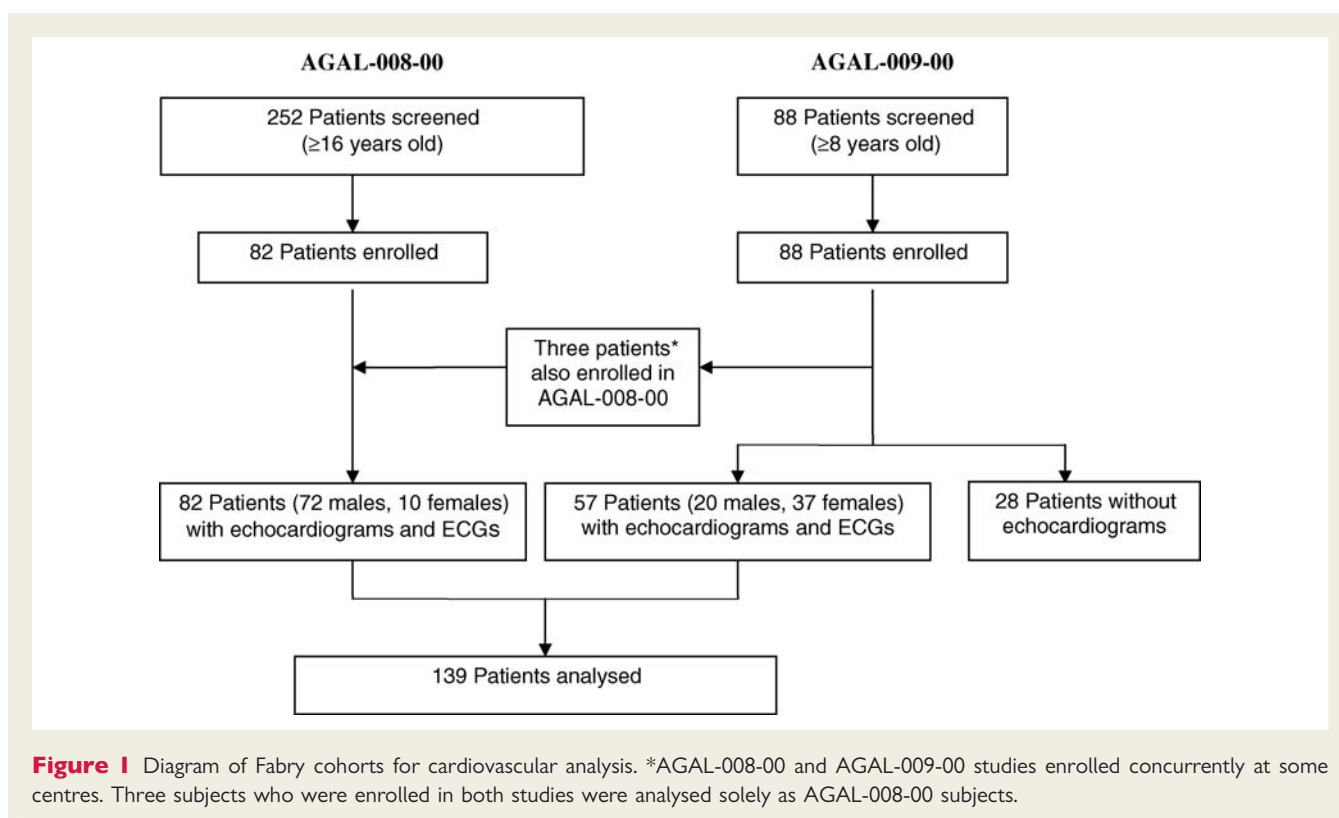 AGAL-008-00
AGAL-009-00
252 Patients screened
(≥16 years old)
88 Patients screened
(≥8 years old)
82 Patients enrolled
88 Patients enrolled
Three patients*
also enrolled in
AGAL-008-00
82 Patients (72 males, 10 females)
with echocardiograms and ECGs
57 Patients (20 males, 37 females)
with echocardiograms and ECGs
28 Patients without
echocardiograms
139 Patients analysed
Figure 1 Diagram of Fabry cohorts for cardiovascular analysis. *AGAL-008-00 and AGAL-009-00 studies enrolled concurrently at some
centres. Three subjects who were enrolled in both studies were analysed solely as AGAL-008-00 subjects.